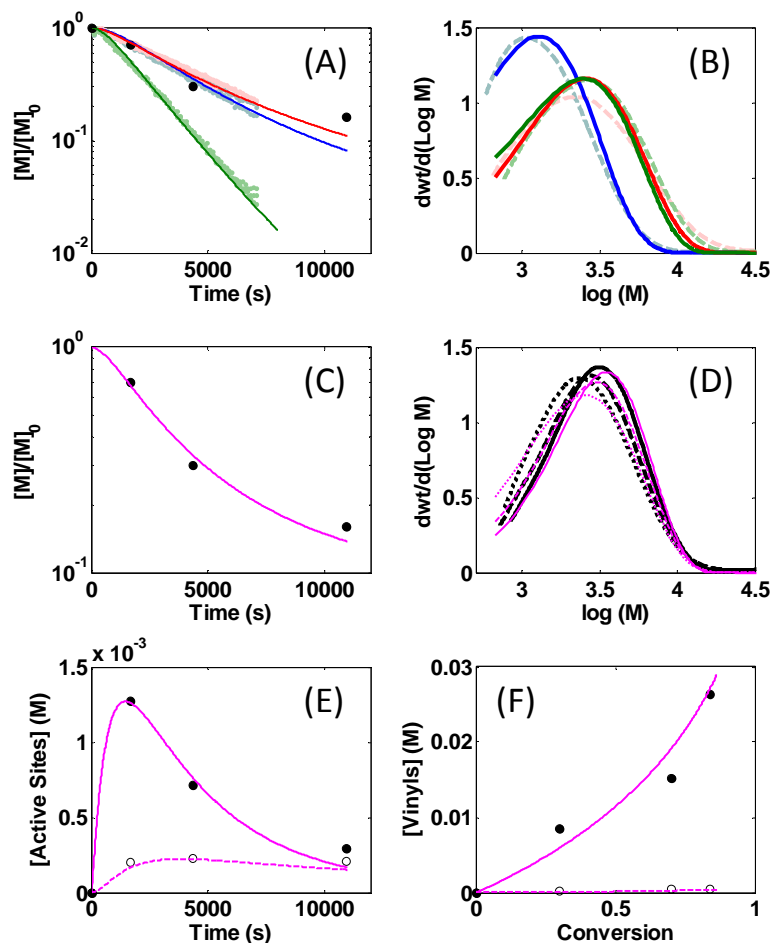 (A)
10^0
10^-1
10^-2
[M]/[M]_0
0 5000 10000
Time (s)
(B)
1.5
1
0.5
0
dwt/d(Log M)
3 3.5 4 4.5
log (M)
(C)
10^0
10^-1
[M]/[M]_0
0 5000 10000
Time (s)
(D)
1.5
1
0.5
0
dwt/d(Log M)
3 3.5 4 4.5
log (M)
x 10^-3
(E)
1.5
1
0.5
0
[Active Sites] (M)
0 5000 10000
Time (s)
(F)
0.03
0.02
0.01
0
[Vinyls] (M)
0 0.5 1
Conversion